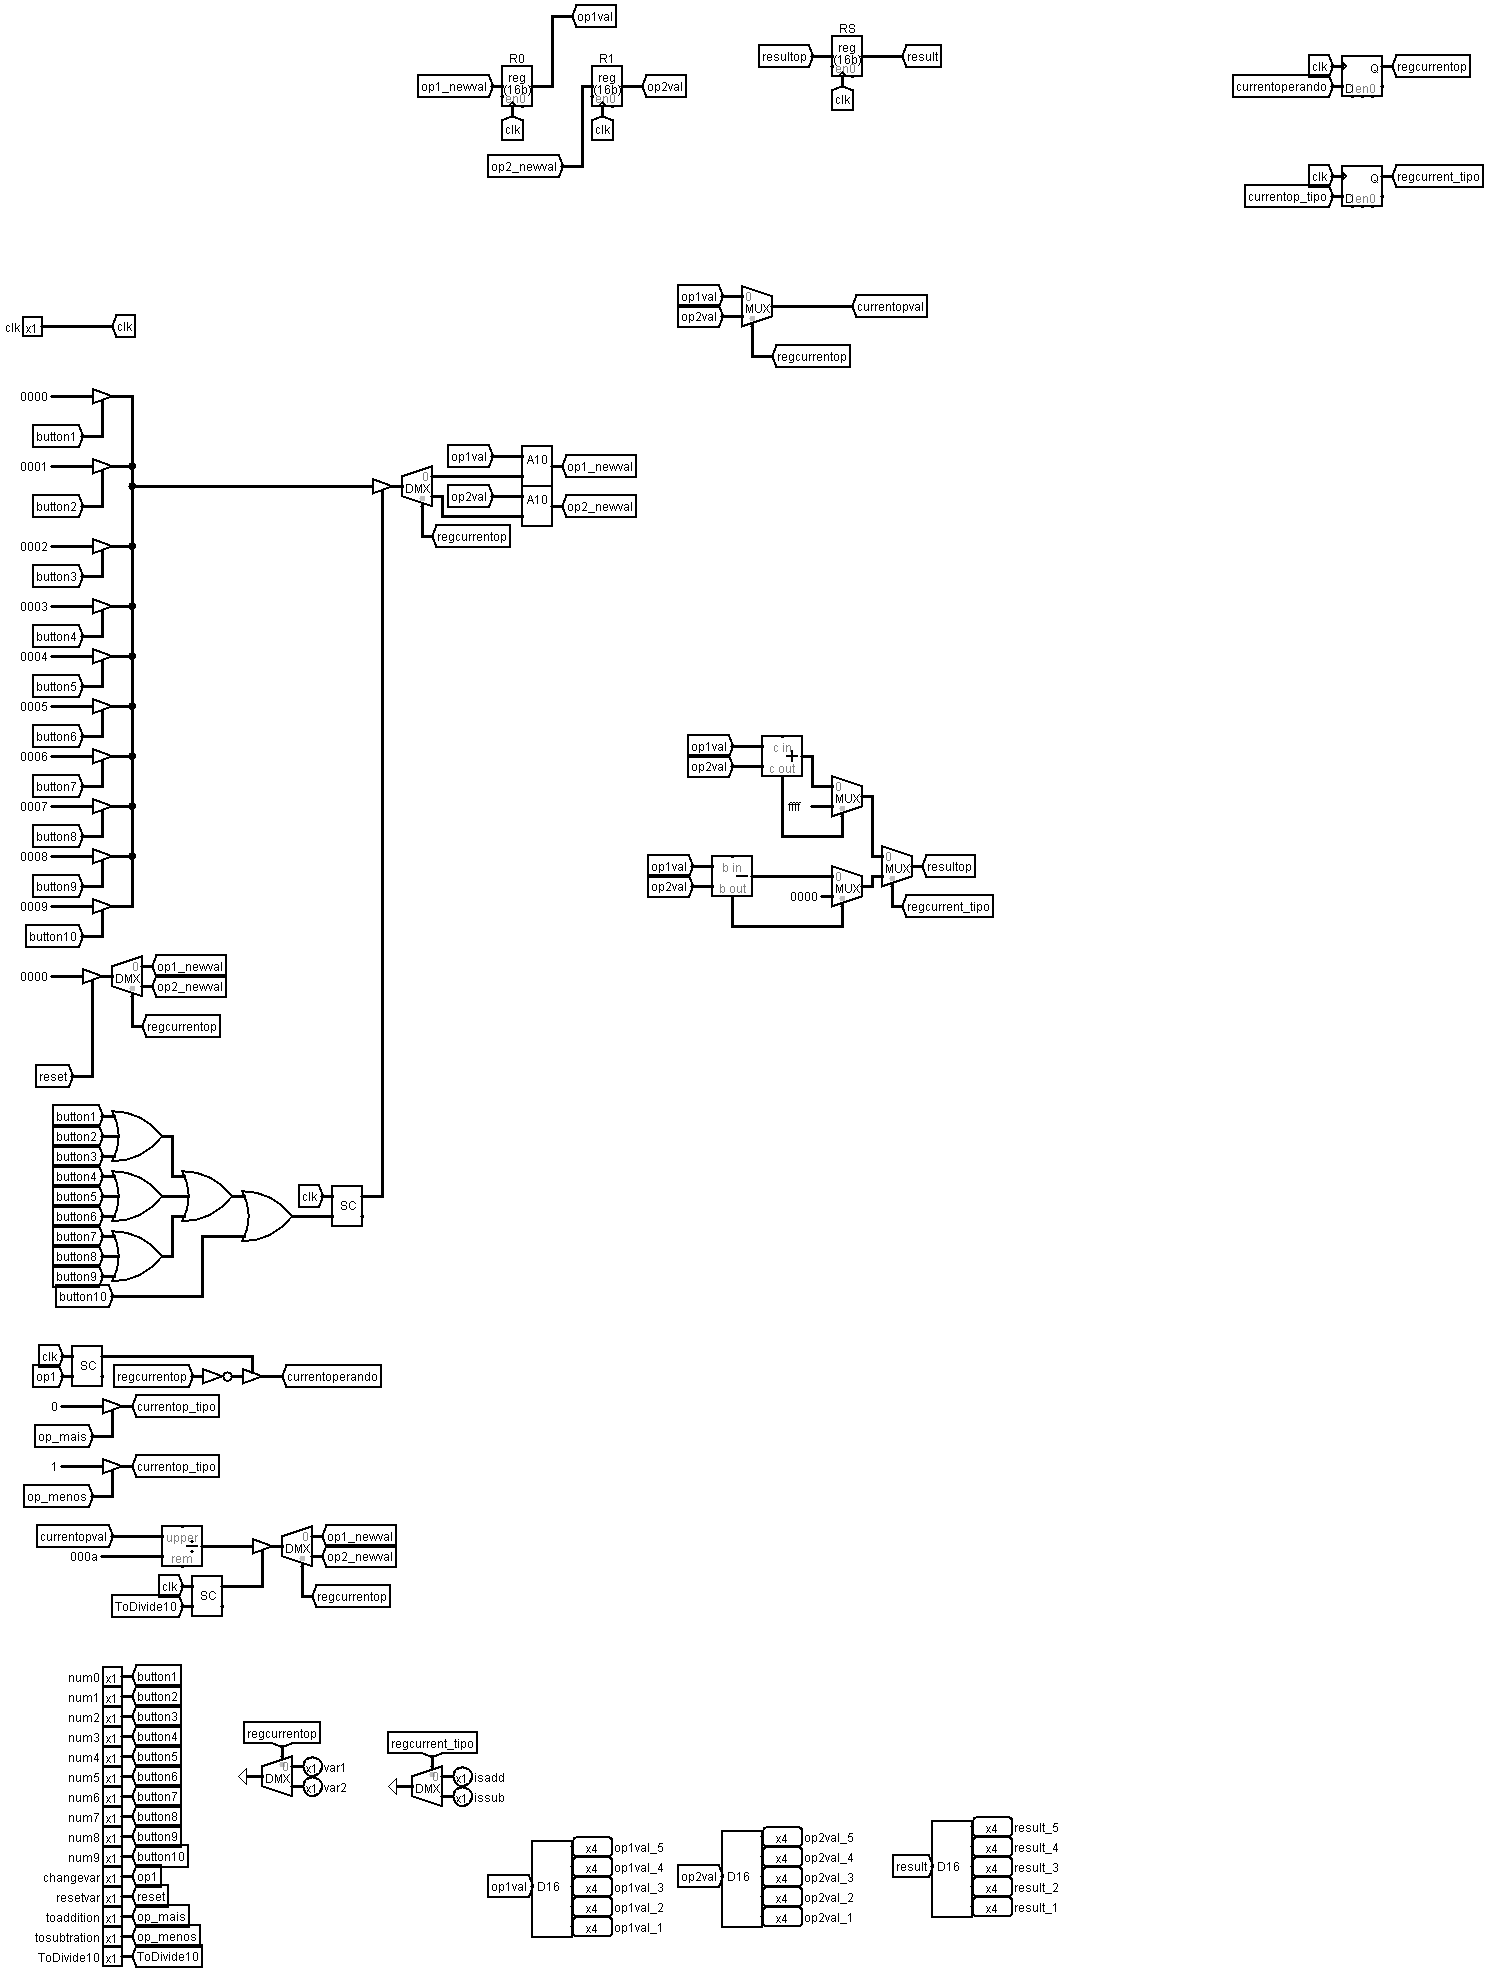 op1val
R0
R1
RS
op1_newval
reg
(16b)
en0
reg
(16b)
en0
op2val
resultop
reg
(16b)
en0
result
clk
Q
regcurrentop
currentoperando
D
en0
clk
clk
clk
op2_newval
clk
Q
regcurrent_tipo
currentop_tipo
D
en0
op1val
0
op2val
MUX
currentopval
clk
x1
clk
regcurrentop
0000
button1
op1val
A10
op1_newval
0001
0
DMX
op2val
A10
op2_newval
button2
regcurrentop
0002
button3
0003
button4
0004
button5
0005
button6
0006
button7
0007
button8
0008
button9
0009
button10
op1val
op2val
c in
+
c out
0
MUX
ffff
op1val
op2val
b in
−
b out
0
MUX
0000
0
MUX
resultop
regcurrent_tipo
0000
0
DMX
op1_newval
op2_newval
regcurrentop
reset
button1
button2
button3
button4
button5
button6
button7
button8
button9
button10
clk
SC
clk
op1
SC
regcurrentop
currentoperando
0
currentop_tipo
op_mais
1
currentop_tipo
op_menos
currentopval
000a
upper
÷
rem
0
DMX
op1_newval
op2_newval
clk
ToDivide10
SC
regcurrentop
num0 x1 button1
num1 x1 button2
num2 x1 button3
num3 x1 button4
num4 x1 button5
num5 x1 button6
num6 x1 button7
num7 x1 button8
num8 x1 button9
num9 x1 button10
changevar x1 op1
resetvar x1 reset
toaddition x1 op_mais
tosubtration x1 op_menos
ToDivide10 x1 ToDivide10
regcurrentop
0
DMX
x1 var1
x1 var2
regcurrent_tipo
0
DMX
x1 isadd
x1 issub
op1val
D16
x4 op1val_5
x4 op1val_4
x4 op1val_3
x4 op1val_2
x4 op1val_1
op2val
D16
x4 op2val_5
x4 op2val_4
x4 op2val_3
x4 op2val_2
x4 op2val_1
result
D16
x4 result_5
x4 result_4
x4 result_3
x4 result_2
x4 result_1